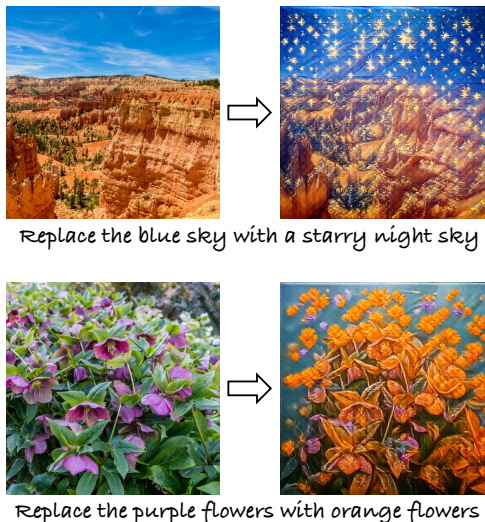 Replace the blue sky with a starry night sky
Replace the purple flowers with orange flowers